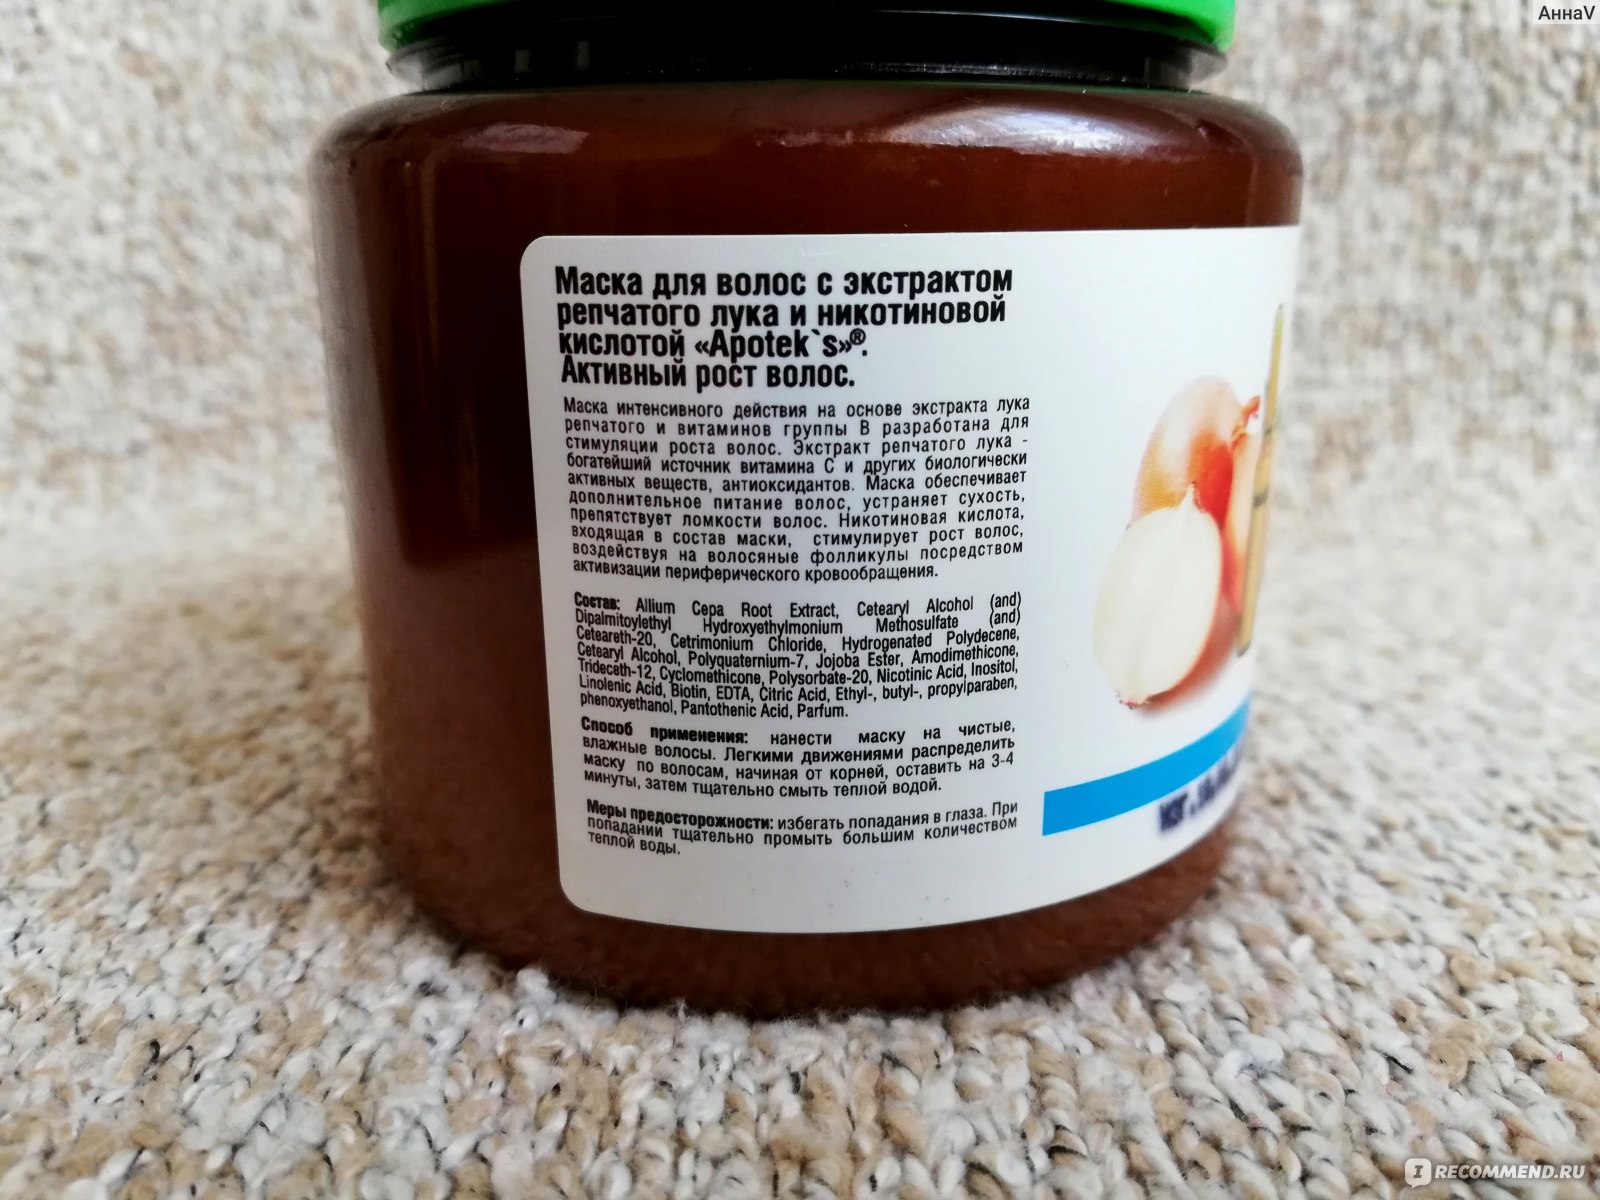 АннаV
Маска для волос с экстрактом
репчатого лука и никотиновой
кислотой «Apotek`s»®.
Активный рост волос.
Маска интенсивного действия на основе экстракта лука
репчатого и витаминов группы В разработана для
стимуляции роста волос. Экстракт репчатого лука -
богатейший источник витамина С и других биологически
активных веществ, антиоксидантов. Маска обеспечивает
дополнительное питание волос, устраняет сухость,
препятствует ломкости волос. Никотиновая кислота,
входящая в состав маски, стимулирует рост волос,
воздействуя на волосяные фолликулы посредством
активизации периферического кровообращения.
Состав: Allium Cepa Root Extract, Cetearyl Alcohol (and)
Dipalmitoylethyl Hydroxyethylmonium Methosulfate (and)
Ceteareth-20, Cetrimonium Chloride, Hydrogenated Polydecene,
Cetearyl Alcohol, Polyquaternium-7, Jojoba Ester, Amodimethicone,
Trideceth-12, Cyclomethicone, Polysorbate-20, Nicotinic Acid, Inositol,
Linolenic Acid, Biotin, EDTA, Citric Acid, Ethyl-, butyl-, propylparaben,
phenoxyethanol, Pantothenic Acid, Parfum.
Способ применения: нанести маску на чистые,
влажные волосы. Легкими движениями распределить
маску по волосам, начиная от корней, оставить на 3-4
минуты, затем тщательно смыть теплой водой.
Меры предосторожности: избегать попадания в глаза. При
попадании тщательно промыть большим количеством
теплой воды.
IRECOMMEND.RU